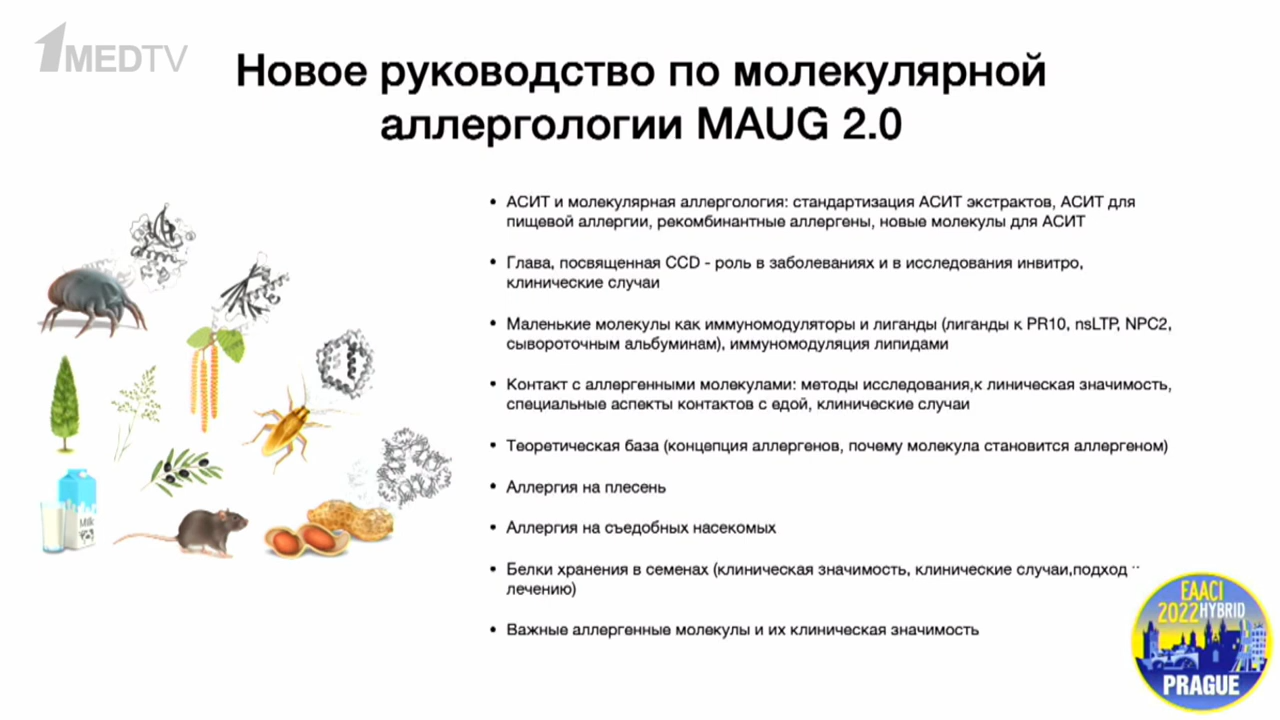 1MEDTV
Новое руководство по молекулярной
аллергологии MAUG 2.0
• АСИТ и молекулярная аллергология: стандартизация АСИТ экстрактов, АСИТ для
пищевой аллергии, рекомбинантные аллергены, новые молекулы для АСИТ
• Глава, посвященная CCD - роль в заболеваниях и в исследования инвитро,
клинические случаи
• Маленькие молекулы как иммуномодуляторы и лиганды (лиганды к PR10, nsLTP, NPC2,
сывороточным альбуминам), иммуномодуляция липидами
• Контакт с аллергенными молекулами: методы исследования,к линическая значимость,
специальные аспекты контактов с едой, клинические случаи
• Теоретическая база (концепция аллергенов, почему молекула становится аллергеном)
• Аллергия на плесень
• Аллергия на съедобных насекомых
• Белки хранения в семенах (клиническая значимость, клинические случаи,подход
лечению)
• Важные аллергенные молекулы и их клиническая значимость
Milk
EAACI
2022 HYBRID
PRAGUE